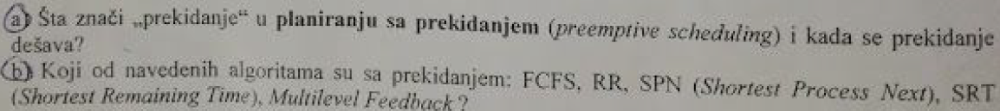 a) Šta znači „prekidanje“ u planiranju sa prekidanjem (preemptive scheduling) i kada se prekidanje
dešava?
b) Koji od navedenih algoritama su sa prekidanjem: FCFS, RR, SPN (Shortest Process Next), SRT
(Shortest Remaining Time), Multilevel Feedback?